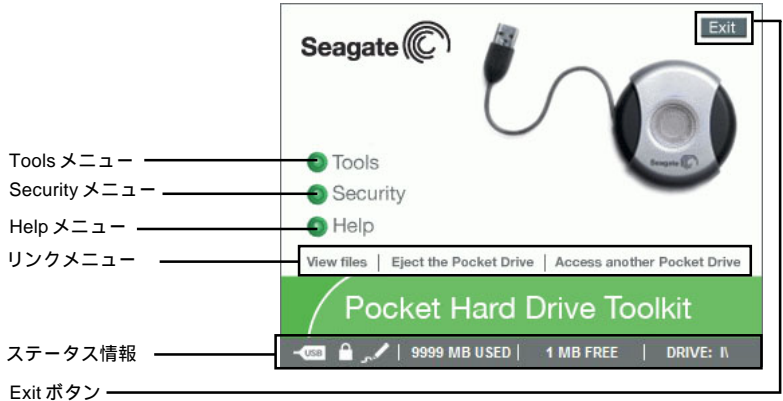 Exit
Seagate
Seagate
Tools メニュー
Tools
Security メニュー
Security
Help メニュー
Help
リンクメニュー
View files | Eject the Pocket Drive | Access another Pocket Drive
Pocket Hard Drive Toolkit
ステータス情報
USB | 9999 MB USED | 1 MB FREE | DRIVE: I\
Exit ボタン